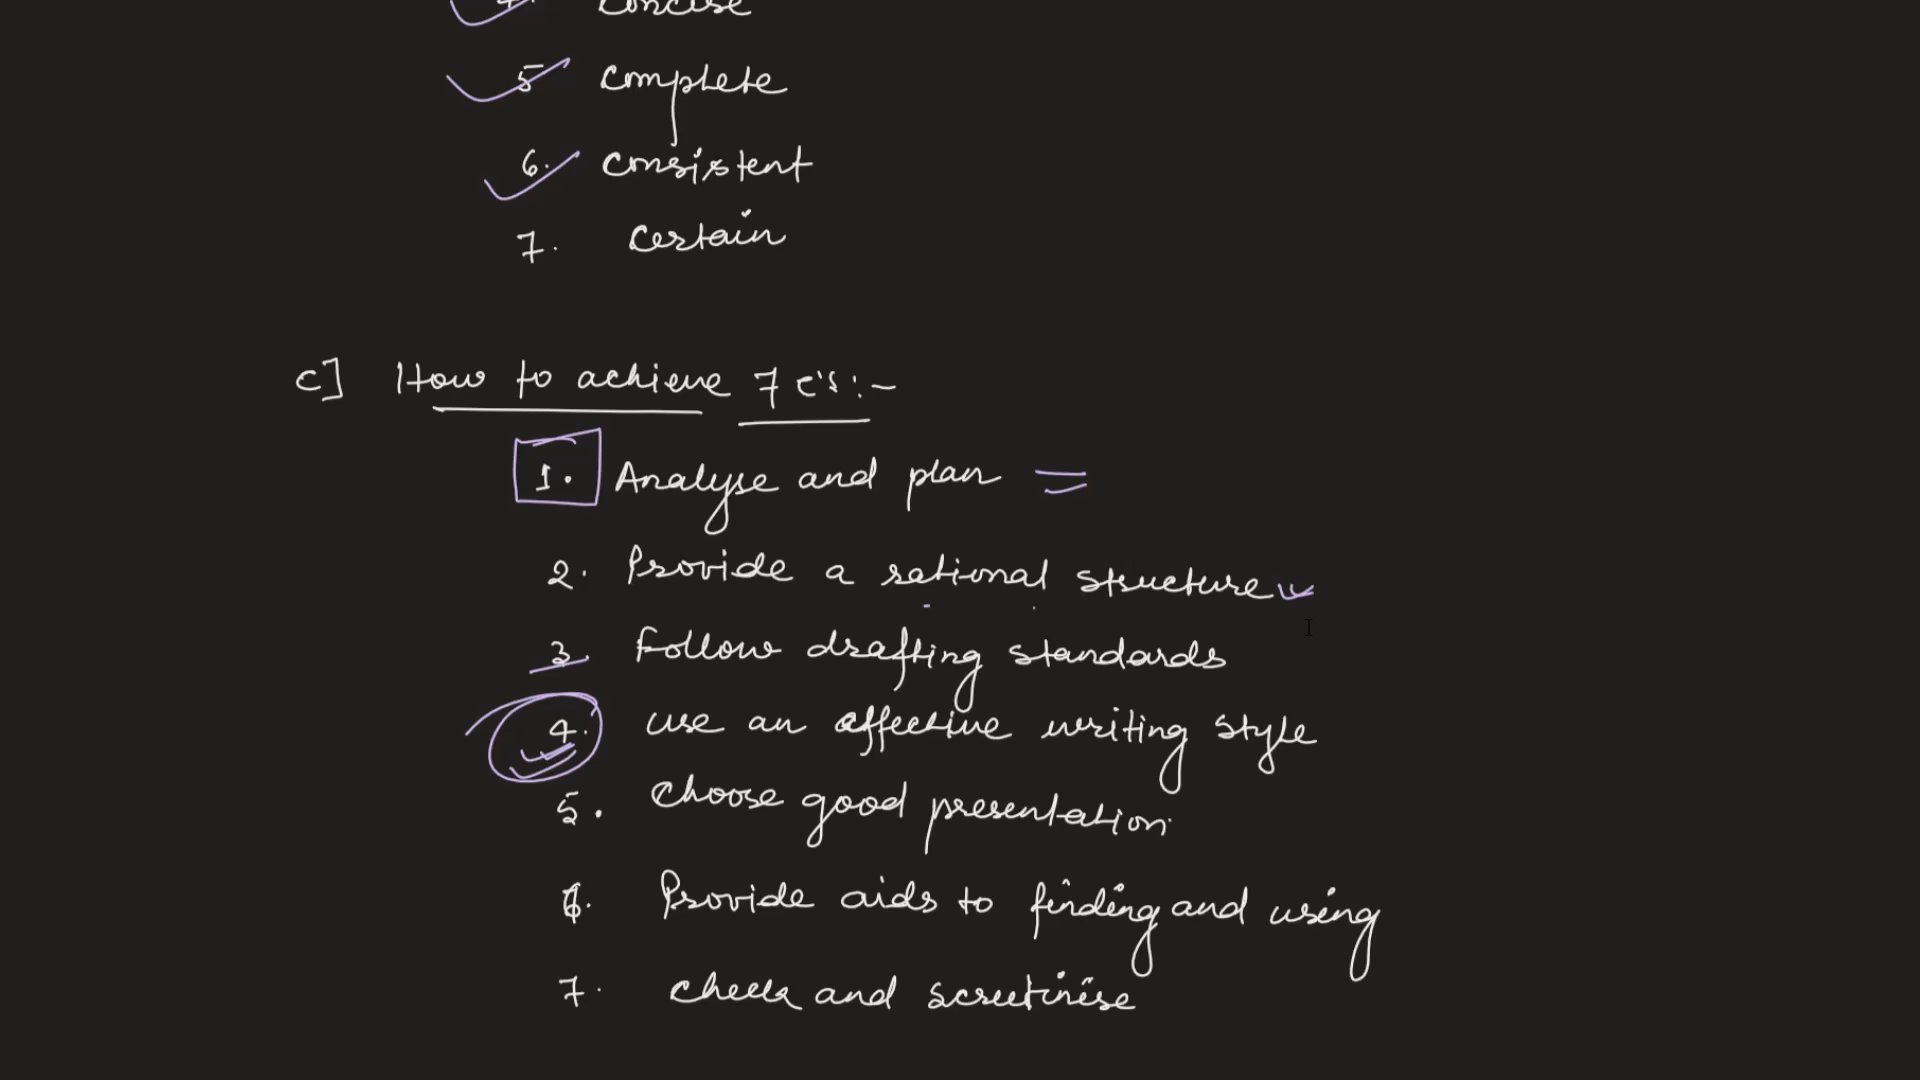 4. Concise
5 Complete
6. Consistent
7. Certain
C] How to achieve 7 C's:-
1. Analyse and plan
2. Provide a rational structure
3 Follow drafting standards
4. use an effective writing style
5. Choose good presentation
6. Provide aids to finding and using
7. Check and scrutinise